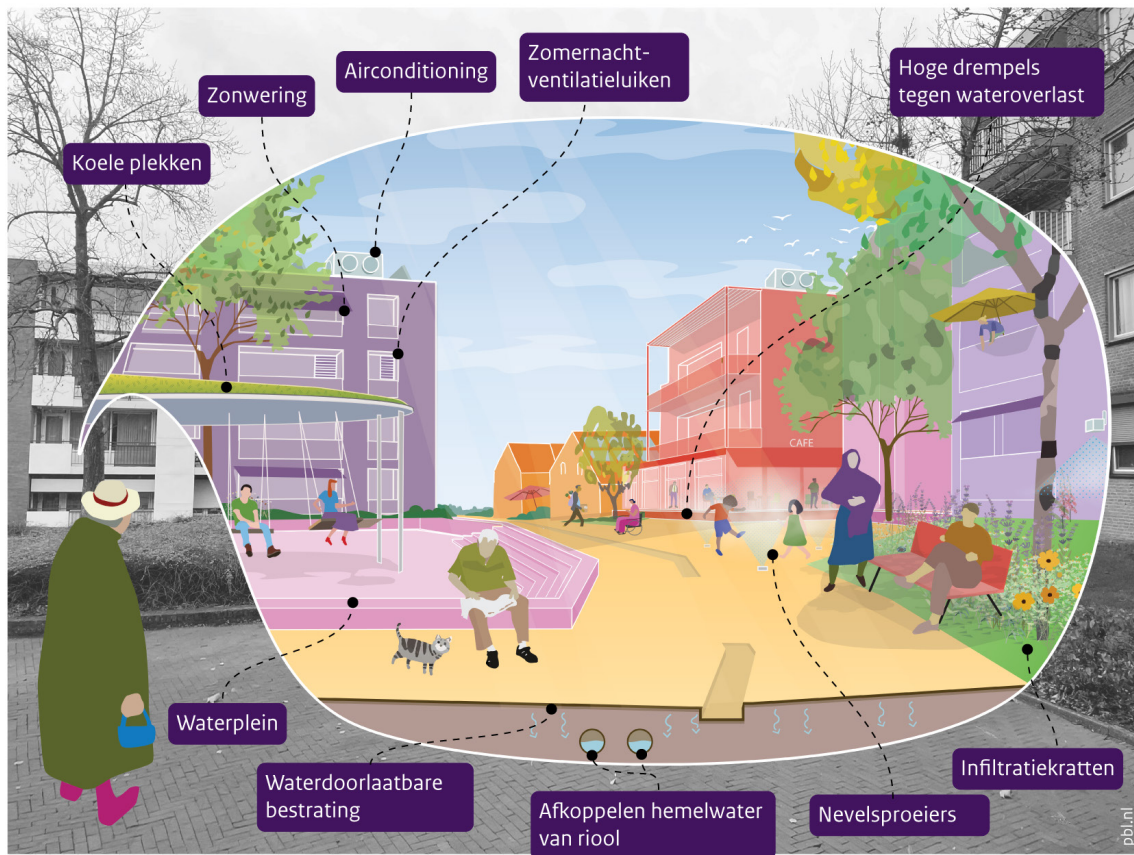 Zomernacht-
ventilatieluiken
Airconditioning
Zonwering
Hoge drempels
tegen wateroverlast
Koele plekken
CAFE
Waterplein
Waterdoorlaatbare
bestrating
Afkoppelen hemelwater
van riool
Nevelsproeiers
Infiltratiekratten
pbl.nl